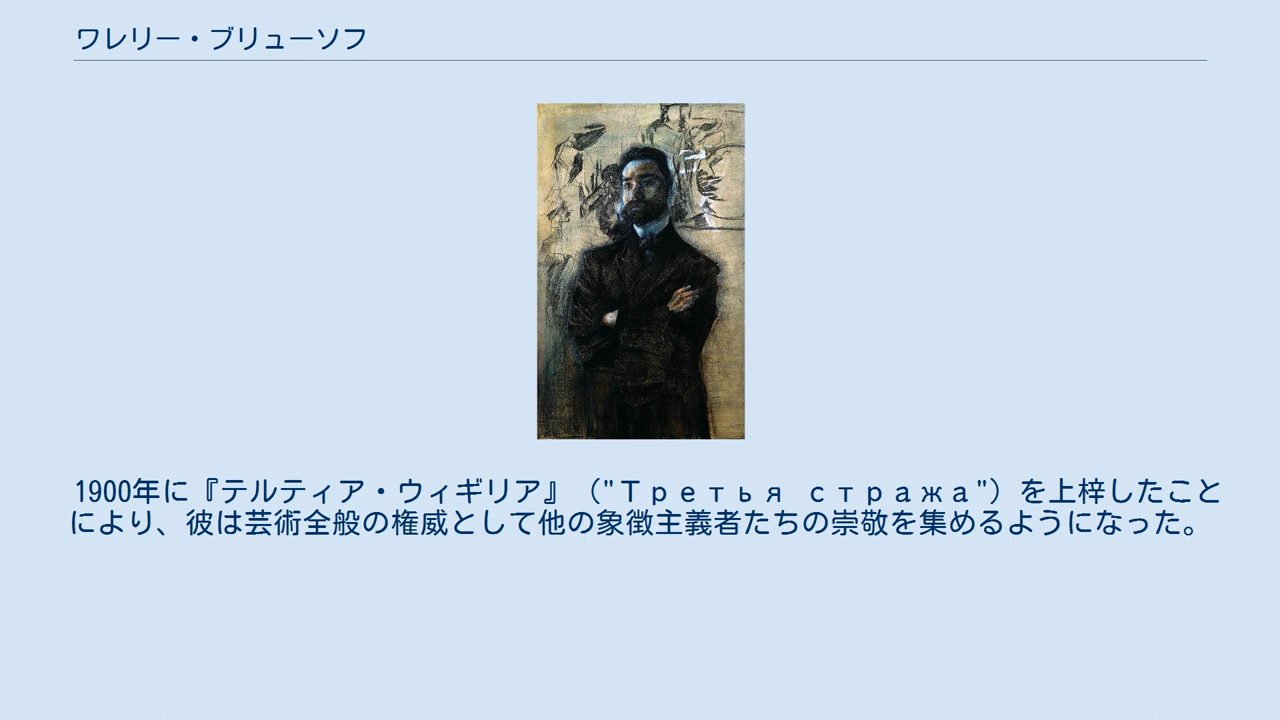 ワレリー・ブリューソフ
1900年に『テルティア・ウィギリア』（"Третья стража"）を上梓したこと
により、彼は芸術全般の権威として他の象徴主義者たちの崇敬を集めるようになった。